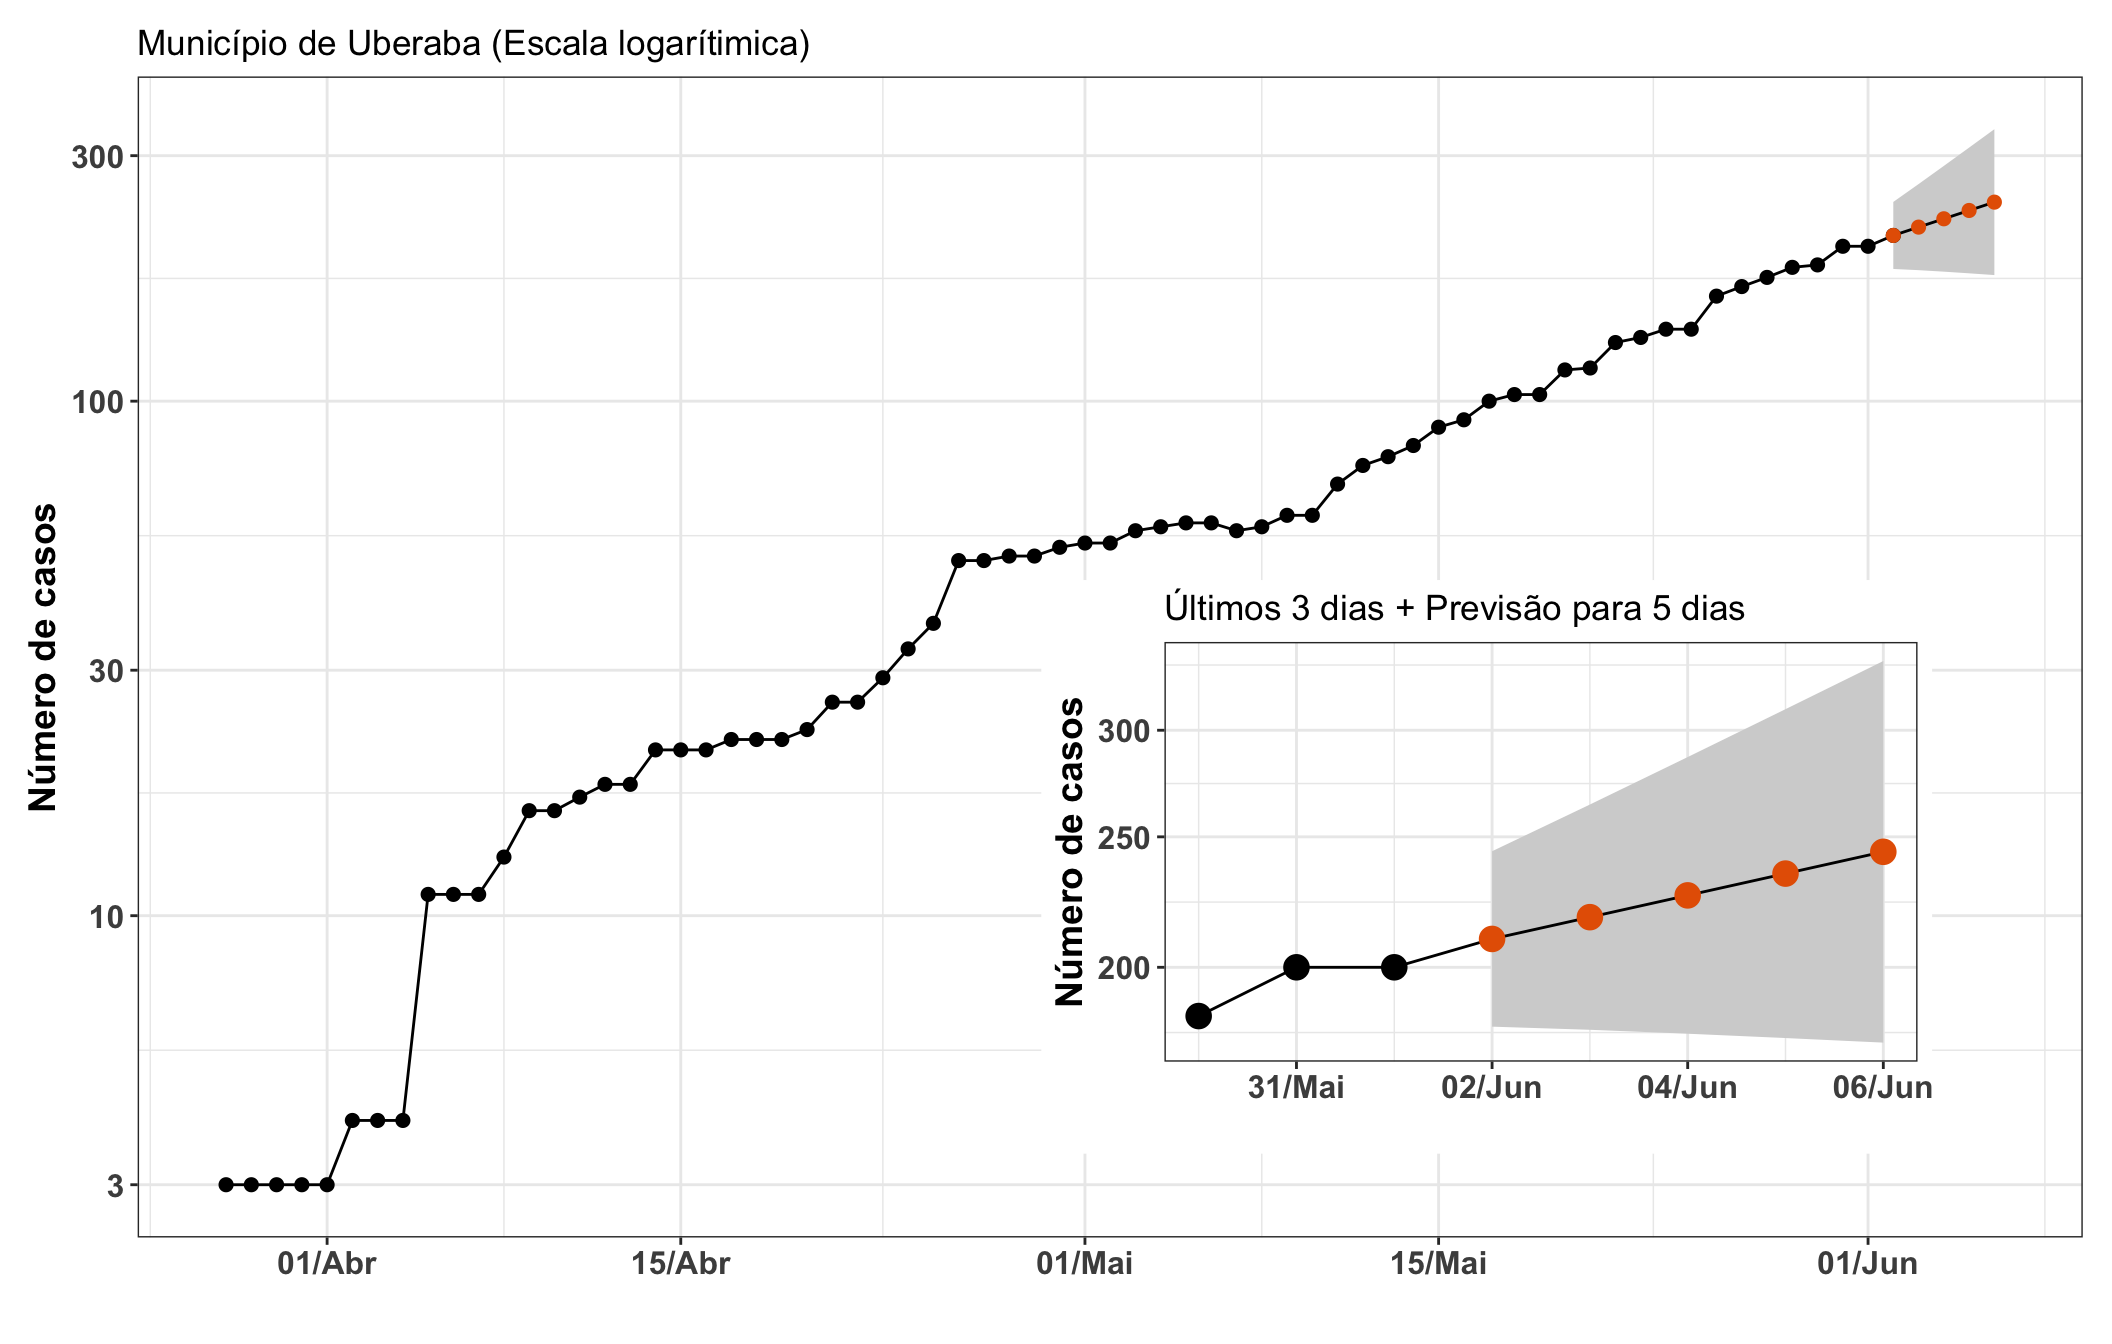 Município de Uberaba (Escala logarítimica)
Número de casos
300
100
30
10
3
01/Abr
15/Abr
01/Mai
15/Mai
01/Jun
Últimos 3 dias + Previsão para 5 dias
Número de casos
300
250
200
31/Mai
02/Jun
04/Jun
06/Jun